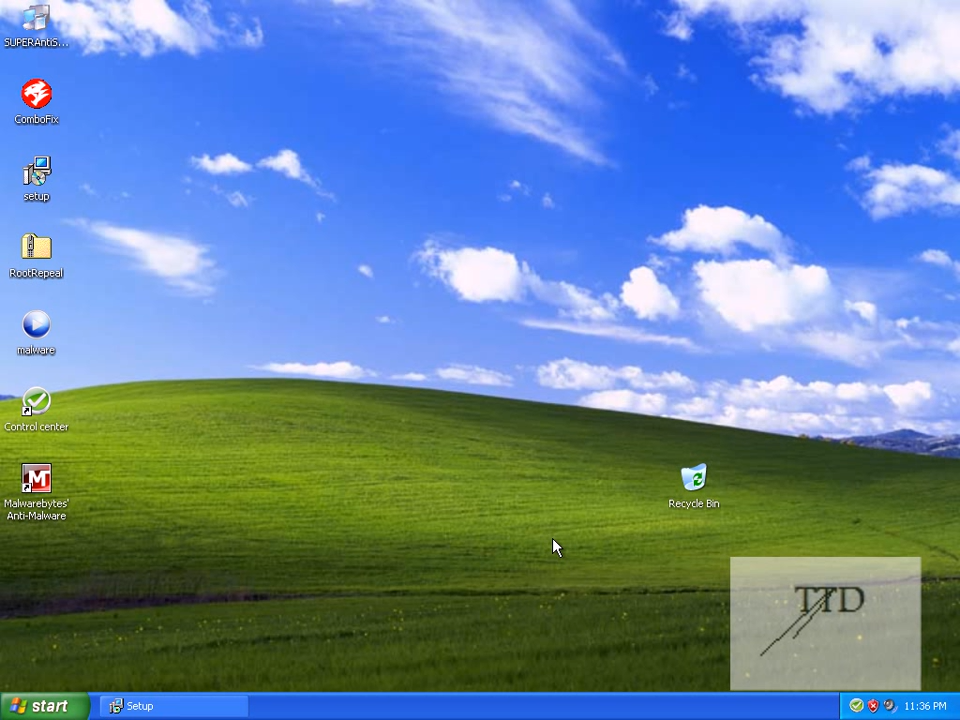 SUPERAntiS...
ComboFix
setup
RootRepeal
malware
Control center
Malwarebytes'
Anti-Malware
Recycle Bin
TTD
start
Setup
11:36 PM